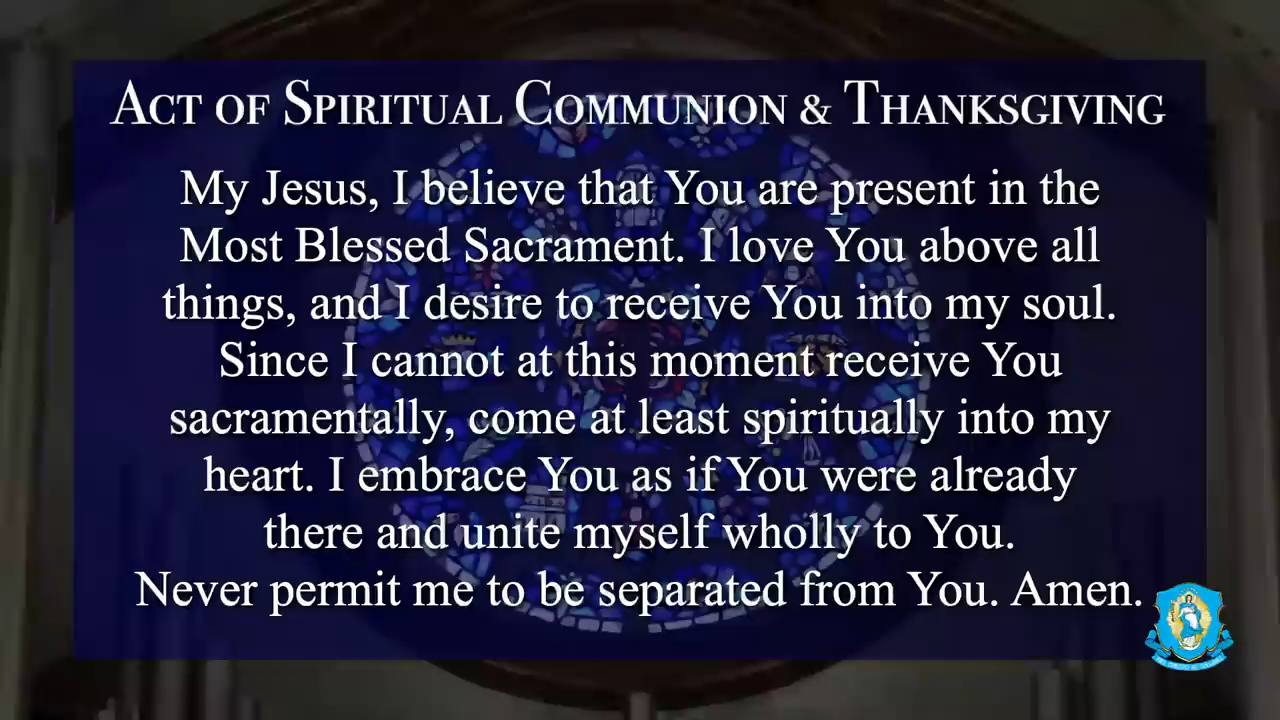 ACT OF SPIRITUAL COMMUNION & THANKSGIVING
My Jesus, I believe that You are present in the
Most Blessed Sacrament. I love You above all
things, and I desire to receive You into my soul.
Since I cannot at this moment receive You
sacramentally, come at least spiritually into my
heart. I embrace You as if You were already
there and unite myself wholly to You.
Never permit me to be separated from You. Amen.